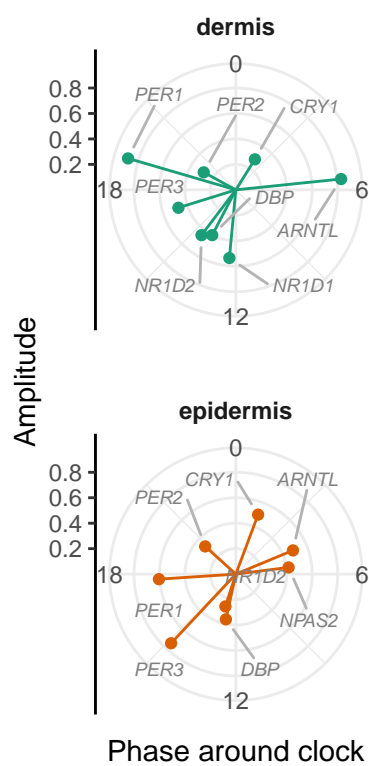 dermis
0
PER1
PER2
CRY1
0.8
0.6
0.4
0.2
18
PER3
DBP
6
ARNTL
NR1D2
NR1D1
12
Amplitude
epidermis
0
CRY1
ARNTL
0.8
0.6
0.4
0.2
PER2
18
6
PER1
NPAS2
PER3
DBP
12
Phase around clock